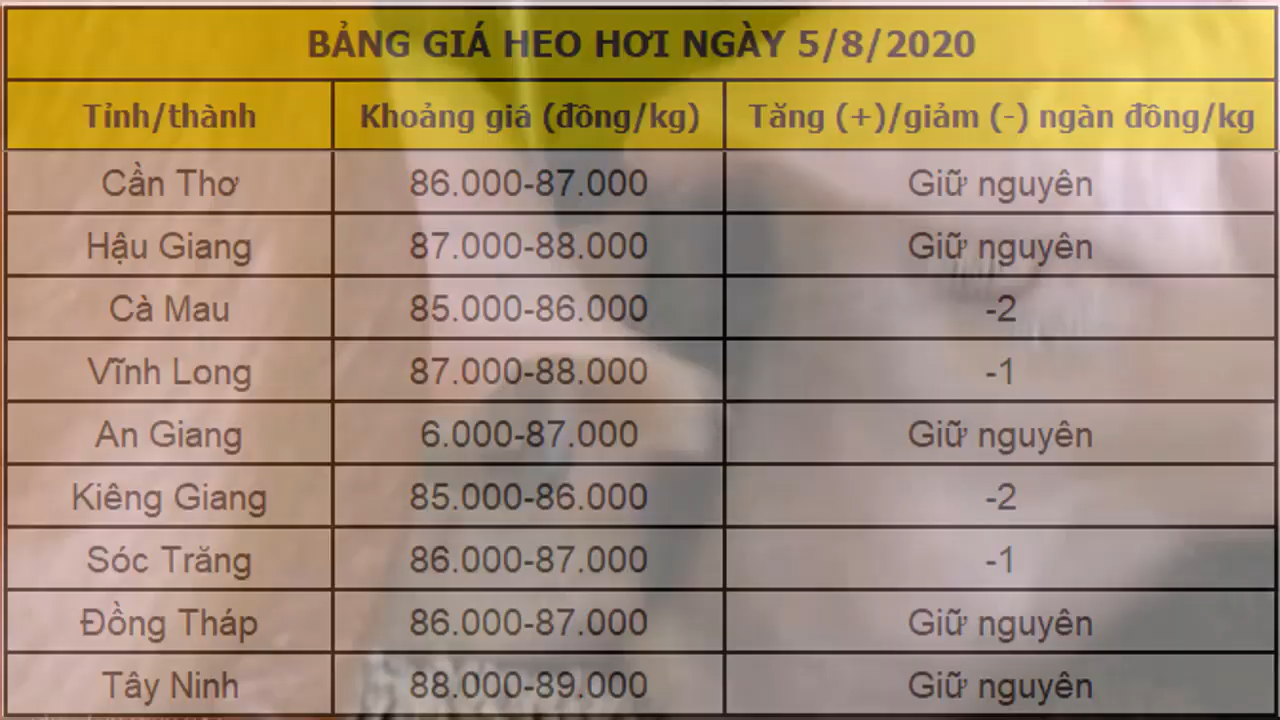 BẢNG GIÁ HEO HƠI NGÀY 5/8/2020
Tỉnh/thành Khoảng giá (đồng/kg) Tăng (+)/giảm (-) ngàn đồng/kg
Cần Thơ 86.000-87.000 Giữ nguyên
Hậu Giang 87.000-88.000 Giữ nguyên
Cà Mau 85.000-86.000 -2
Vĩnh Long 87.000-88.000 -1
An Giang 6.000-87.000 Giữ nguyên
Kiêng Giang 85.000-86.000 -2
Sóc Trăng 86.000-87.000 -1
Đồng Tháp 86.000-87.000 Giữ nguyên
Tây Ninh 88.000-89.000 Giữ nguyên